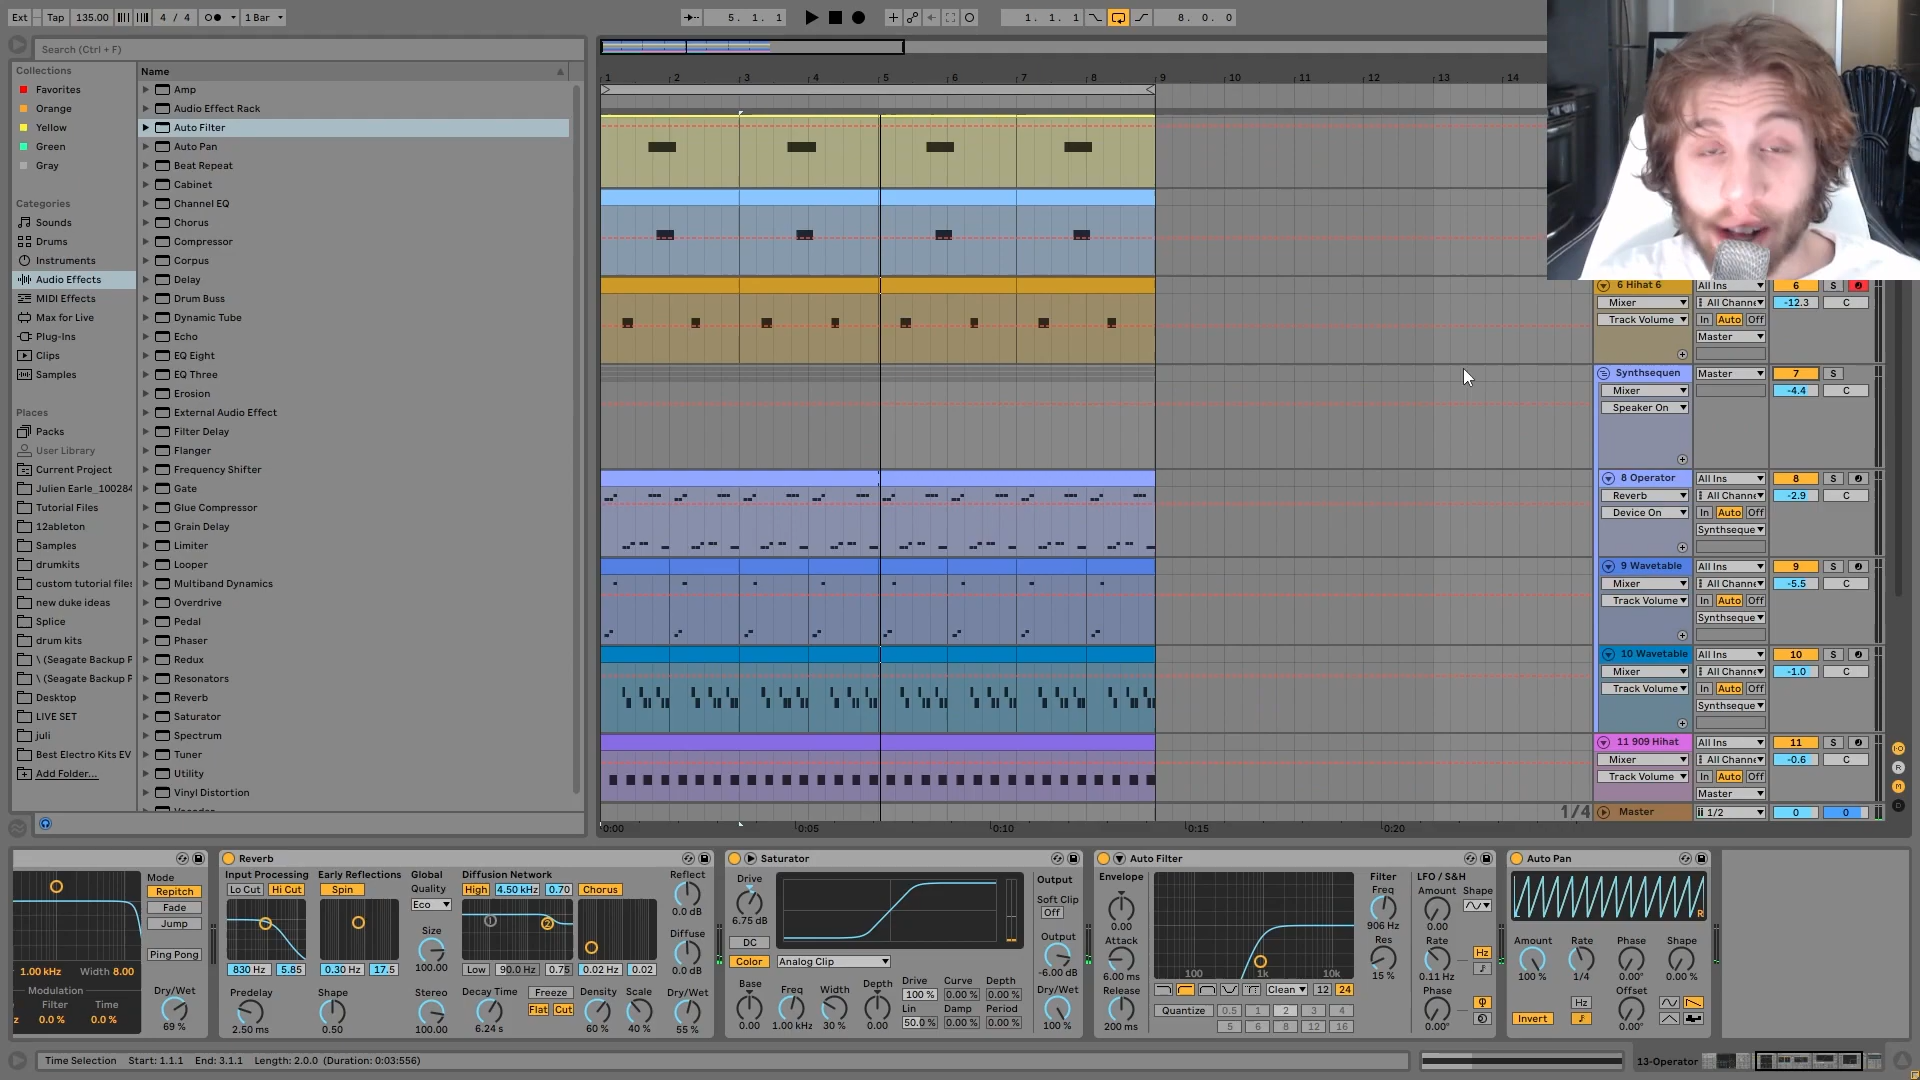 Ext Tap 135.00 4 / 4 1 Bar 5. 1. 1 1. 1. 1 8. 0. 0
Search (Ctrl + F)
Collections
Favorites
Orange
Yellow
Green
Gray
Categories
Sounds
Drums
Instruments
Audio Effects
MIDI Effects
Max for Live
Plug-Ins
Clips
Samples
Places
Packs
User Library
Current Project
Julien Earle_100284
Tutorial Files
12ableton
Samples
drumkits
custom tutorial files
new duke ideas
Splice
drum kits
\ (Seagate Backup P
\ (Seagate Backup P
Desktop
LIVE SET
juli
Best Electro Kits EV
Add Folder...
Name
Amp
Audio Effect Rack
Auto Filter
Auto Pan
Beat Repeat
Cabinet
Channel EQ
Chorus
Compressor
Corpus
Delay
Drum Buss
Dynamic Tube
Echo
EQ Eight
EQ Three
Erosion
External Audio Effect
Filter Delay
Flanger
Frequency Shifter
Gate
Glue Compressor
Grain Delay
Limiter
Looper
Multiband Dynamics
Overdrive
Pedal
Phaser
Redux
Resonators
Reverb
Saturator
Spectrum
Tuner
Utility
Vinyl Distortion
1 2 3 4 5 6 7 8 9 10 11 12 13 14
6 Hihat 6 All Ins 6 S
Mixer All Channe -12.3 C
Track Volume In Auto Off
Master
Synthsequen Master 7 S
Mixer -4.4 C
Speaker On
8 Operator All Ins 8 S
Reverb All Channe -2.9 C
Device On In Auto Off
Synthseque
9 Wavetable All Ins 9 S
Mixer All Channe -5.5 C
Track Volume In Auto Off
Synthseque
10 Wavetable All Ins 10 S
Mixer All Channe -1.0 C
Track Volume In Auto Off
Synthseque
11 909 Hihat All Ins 11 S
Mixer All Channe -0.6 C
Track Volume In Auto Off
Master
1/4 Master 1/2 0 0
0:00 0:05 0:10 0:15 0:20
Mode
Repitch
Fade
Jump
Ping Pong
1.00 kHz Width 8.00
Modulation Dry/Wet
Filter Time
z 0.0 % 0.0 % 69 %
Reverb
Input Processing Early Reflections Global Diffusion Network Reflect
Lo Cut Hi Cut Spin Quality High 4.50 kHz 0.70 Chorus
Eco 0.0 dB
Size Diffuse
830 Hz 5.85 0.30 Hz 17.5 100.00 Low 90.0 Hz 0.75 0.02 Hz 0.02 0.0 dB
Predelay Shape Stereo Decay Time Freeze Density Scale Dry/Wet
Flat Cut
2.50 ms 0.50 100.00 6.24 s 60 % 40 % 55 %
Saturator
Drive Output
6.75 dB Soft Clip
Off
DC Output
Color Analog Clip -6.00 dB
Base Freq Width Depth Drive Curve Depth Dry/Wet
100 % 0.00 % 0.00 %
Lin Damp Period
0.00 1.00 kHz 30 % 0.00 50.0 % 0.00 % 0.00 % 100 %
Auto Filter
Envelope Filter LFO / S&H
Freq Amount Shape
0.00 906 Hz 0.00
Attack Res Rate Hz
6.00 ms 100 1k 10k 15 % 0.11 Hz
Release Clean 12 24 Phase
Quantize 0.5 1 2 3 4
200 ms 5 6 8 12 16 0.00°
Auto Pan
L R
Amount Rate Phase Shape
100 % 1/4 0.00° 0.00 %
Hz Offset
Invert 0.00°
Time Selection Start: 1.1.1 End: 3.1.1 Length: 2.0.0 (Duration: 0:03:556) 13-Operator